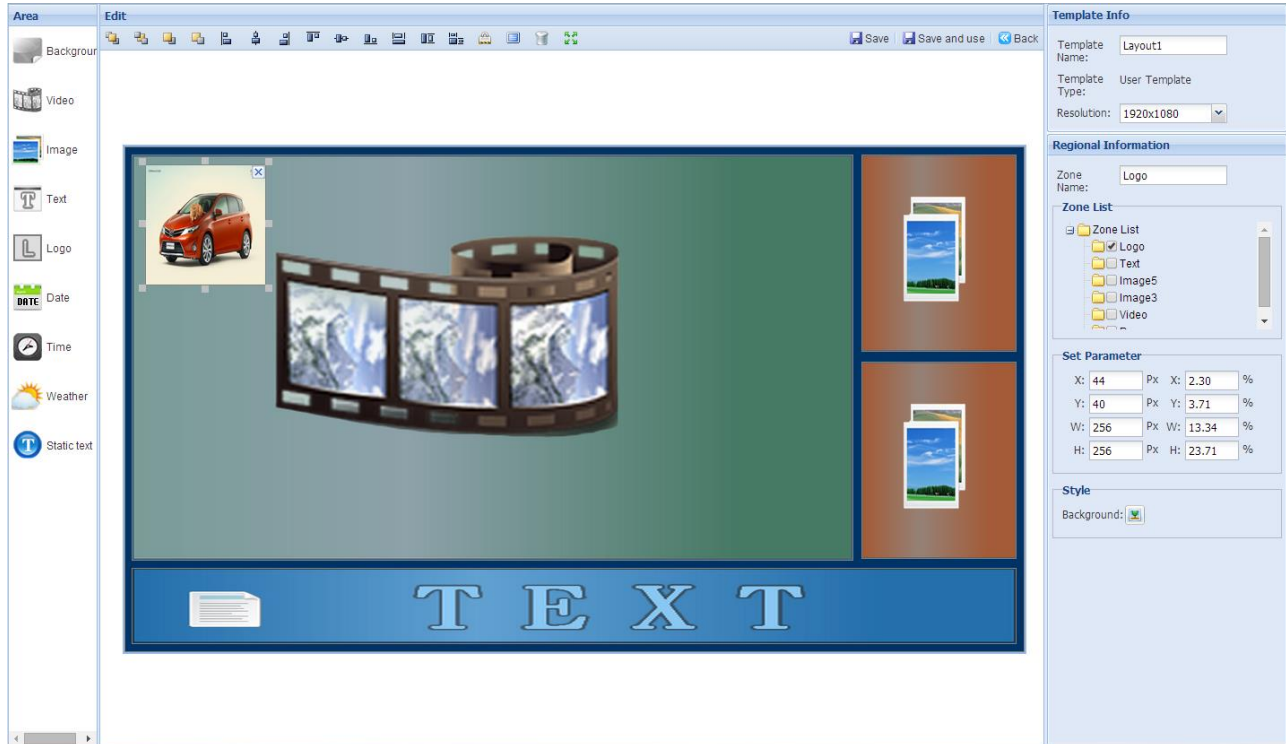 Area
Edit
Template Info
Backgrour
Video
Image
Text
Logo
DATE Date
Time
Weather
T Static text
Save Save and use Back
TEXT
Template Name: Layout1
Template Type: User Template
Resolution: 1920x1080
Regional Information
Zone Name: Logo
Zone List
Zone List
Logo
Text
Image5
Image3
Video
Set Parameter
X: 44 Px X: 2.30 %
Y: 40 Px Y: 3.71 %
W: 256 Px W: 13.34 %
H: 256 Px H: 23.71 %
Style
Background: